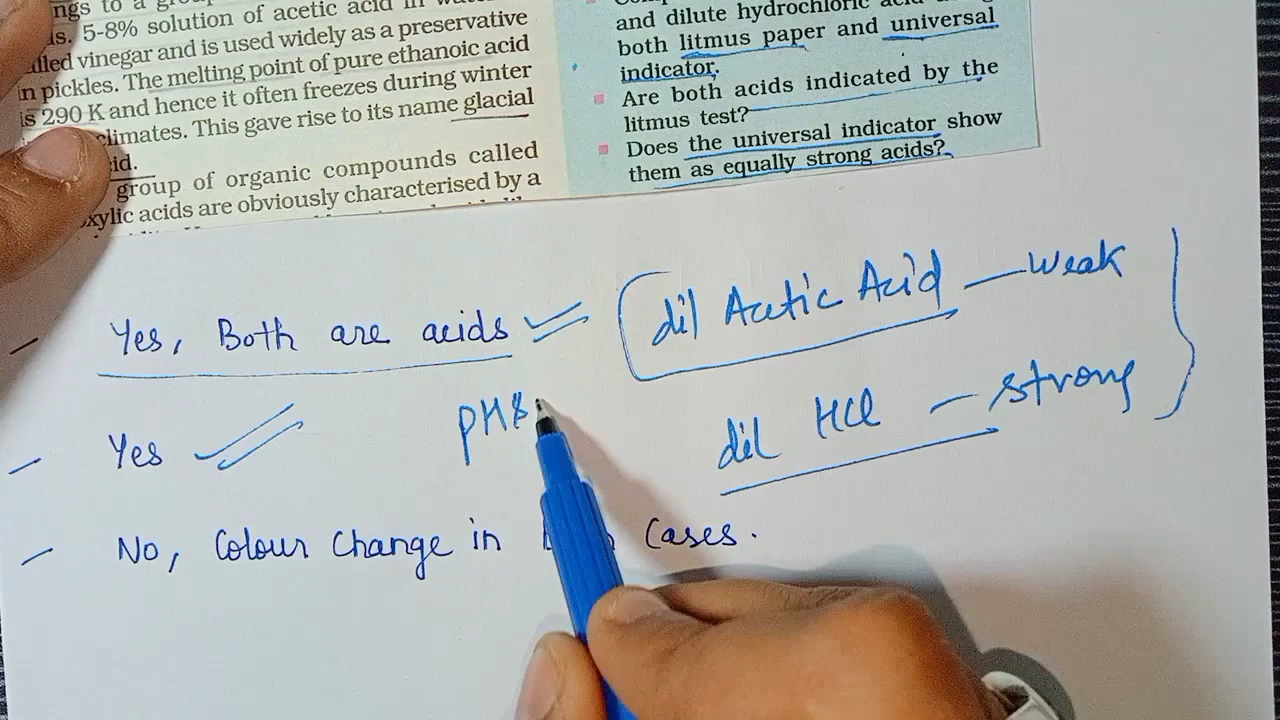 ngs to a
is. 5-8% solution of acetic acid in
alled vinegar and is used widely as a preservative
in pickles. The melting point of pure ethanoic acid
is 290 K and hence it often freezes during winter
climates. This gave rise to its name glacial
id.
group of organic compounds called
oxylic acids are obviously characterised by a
and dilute hydrochloric acid
both litmus paper and universal
indicator.
Are both acids indicated by the
litmus test?
Does the universal indicator show
them as equally strong acids?
Yes, Both are acids
dil Acetic Acid — Weak
dil HCl — strong
Yes
PH
No, Colour Change in Cases.